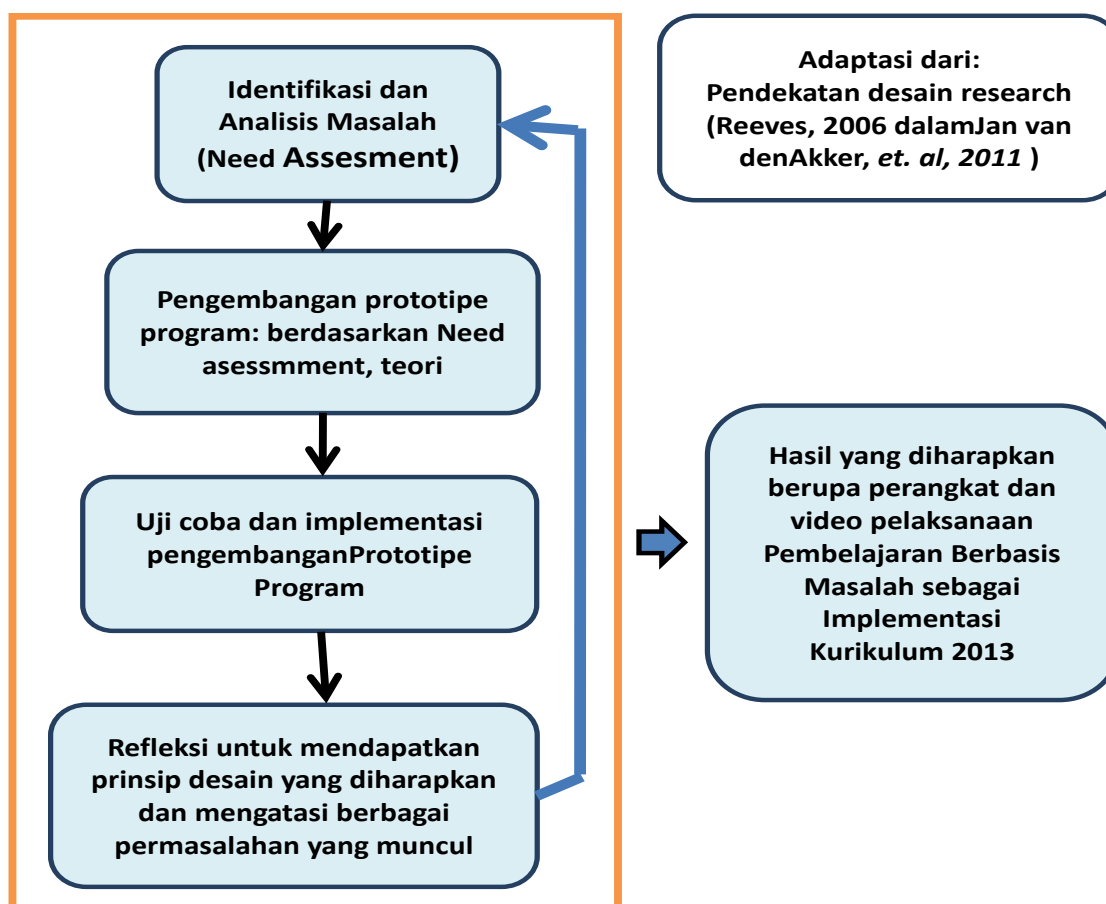 Identifikasi dan
Analisis Masalah
(Need Assesment)
Pengembangan prototipe
program: berdasarkan Need
asessmment, teori
Uji coba dan implementasi
pengembanganPrototipe
Program
Refleksi untuk mendapatkan
prinsip desain yang diharapkan
dan mengatasi berbagai
permasalahan yang muncul
Adaptasi dari:
Pendekatan desain research
(Reeves, 2006 dalamJan van
denAkker, et. al, 2011 )
Hasil yang diharapkan
berupa perangkat dan
video pelaksanaan
Pembelajaran Berbasis
Masalah sebagai
Implementasi
Kurikulum 2013